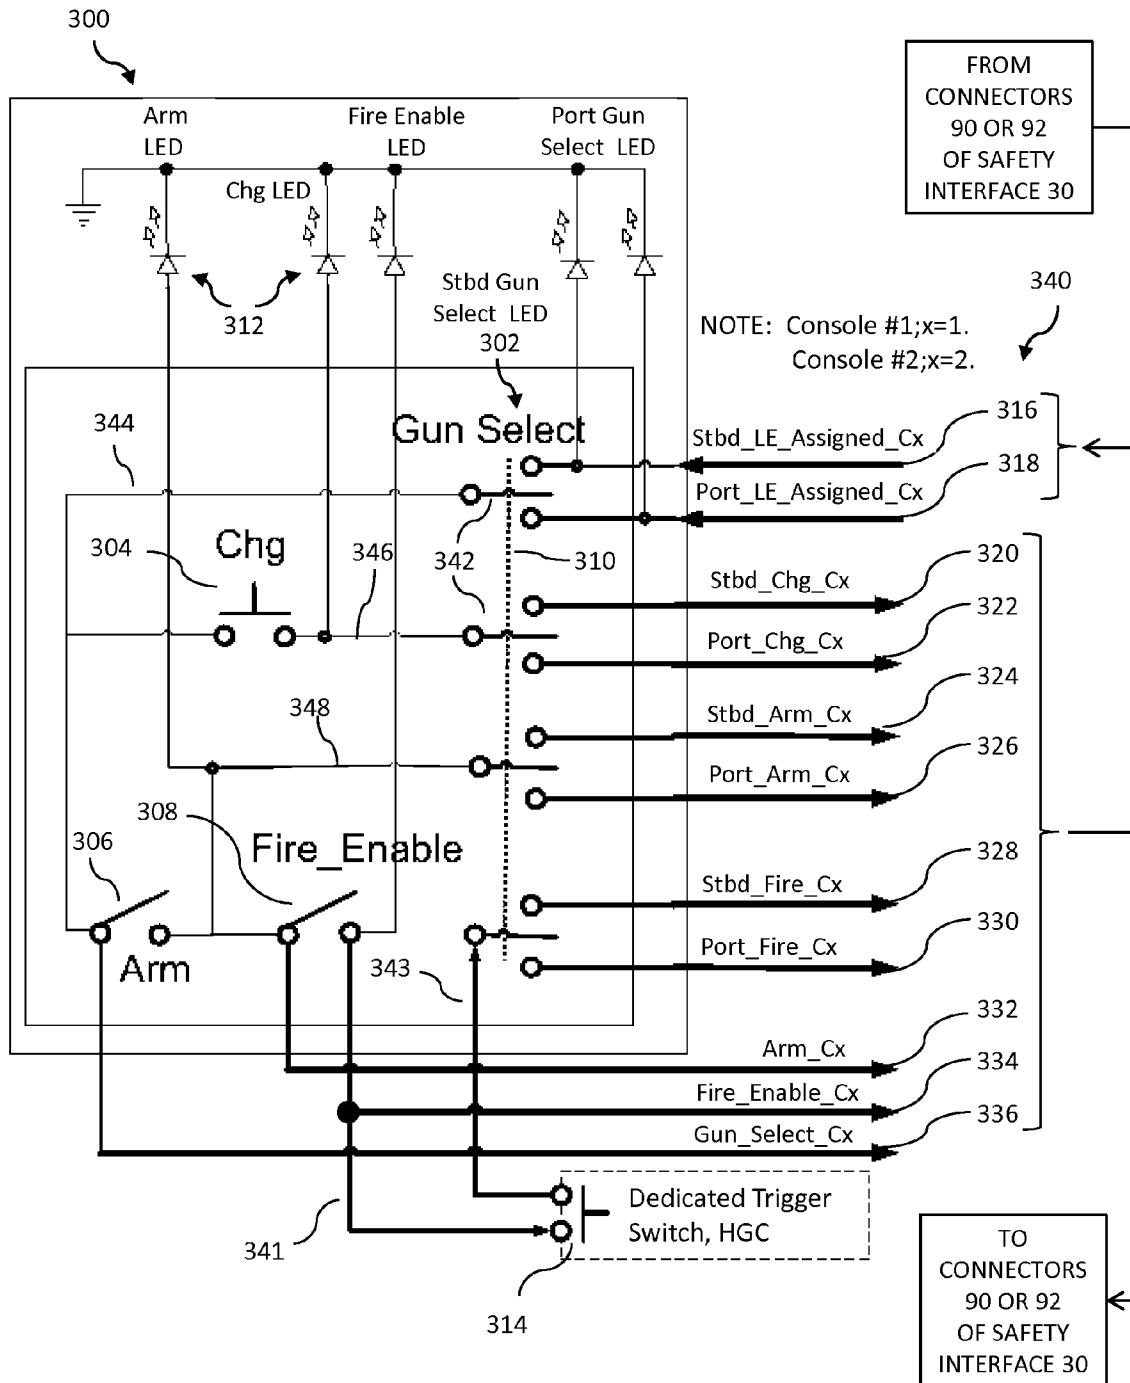 300
FROM
CONNECTORS
90 OR 92
OF SAFETY
INTERFACE 30
Arm
LED
Fire Enable
LED
Port Gun
Select LED
Chg LED
312
Stbd Gun
Select LED
302
340
NOTE: Console #1;x=1.
Console #2;x=2.
344
Gun Select
Stbd_LE_Assigned_Cx
316
Port_LE_Assigned_Cx
318
304
Chg
346
342
310
Stbd_Chg_Cx
320
Port_Chg_Cx
322
348
Stbd_Arm_Cx
324
Port_Arm_Cx
326
306
308
Fire_Enable
Stbd_Fire_Cx
328
Arm
343
Port_Fire_Cx
330
Arm_Cx
332
Fire_Enable_Cx
334
Gun_Select_Cx
336
341
Dedicated Trigger
Switch, HGC
314
TO
CONNECTORS
90 OR 92
OF SAFETY
INTERFACE 30